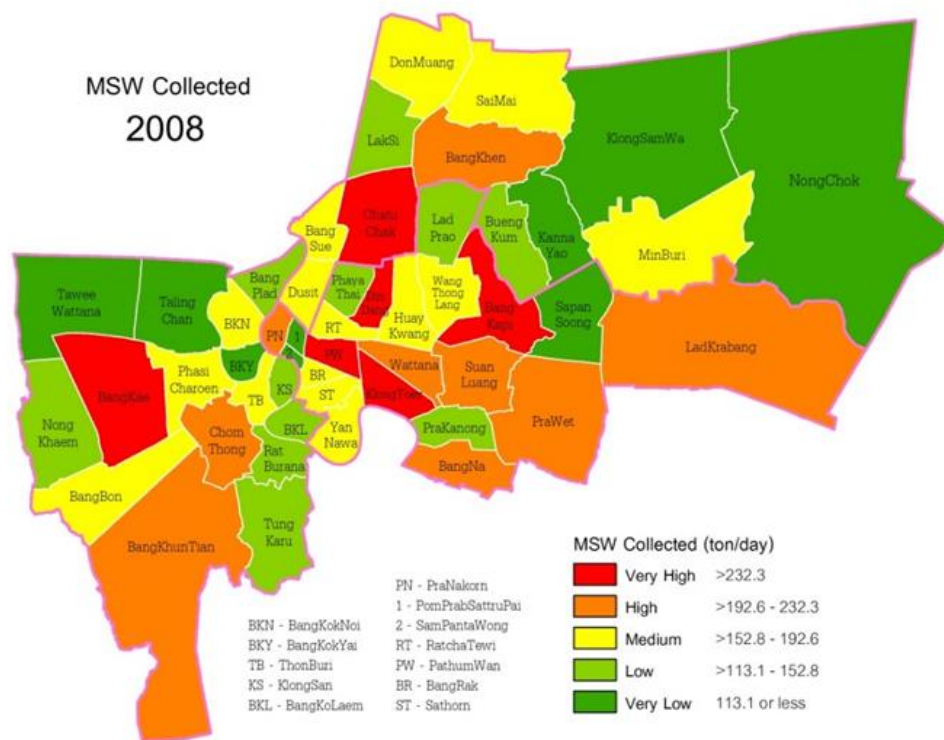 MSW Collected
2008
DonMuang
SaiMai
LakSi
BangKhen
KlongSamWa
NongChok
Chatu
Chak
Lad
Prao
Bueng
Kum
Kanna
Yao
MinBuri
Bang
Sue
Bang
Plad
Dusit
Phaya
Thai
Din
Dang
Huay
Kwang
Wang
Thong
Lang
Bang
Kapi
Sapan
Soong
Tawee
Wattana
Taling
Chan
BKN
PN
1
2
RT
PW
Wattana
Suan
Luang
LadKrabang
BangKae
Phasi
Charoen
BKY
TB
KS
BR
ST
KlongToey
PraWet
Nong
Khaem
Chom
Thong
BKL
Yan
Nawa
PraKanong
BangNa
Rat
Burana
BangBon
Tung
Karu
BangKhunTian
PN - PraNakorn
1 - PomPrabSattruPai
BKN - BangKokNoi
2 - SamPantaWong
BKY - BangKokYai
RT - RatchaTewi
TB - ThonBuri
PW - PathumWan
KS - KlongSan
BR - BangRak
BKL - BangKoLaem
ST - Sathorn
MSW Collected (ton/day)
Very High >232.3
High >192.6 - 232.3
Medium >152.8 - 192.6
Low >113.1 - 152.8
Very Low 113.1 or less